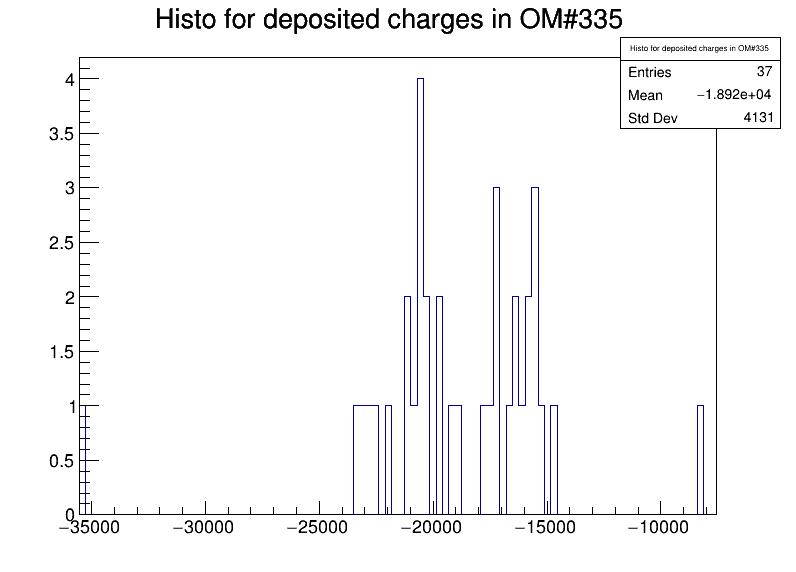 Histo for deposited charges in OM#335
Histo for deposited charges in OM#335
Entries 37
Mean −1.892e+04
Std Dev 4131
4
3.5
3
2.5
2
1.5
1
0.5
0
−35000 −30000 −25000 −20000 −15000 −10000